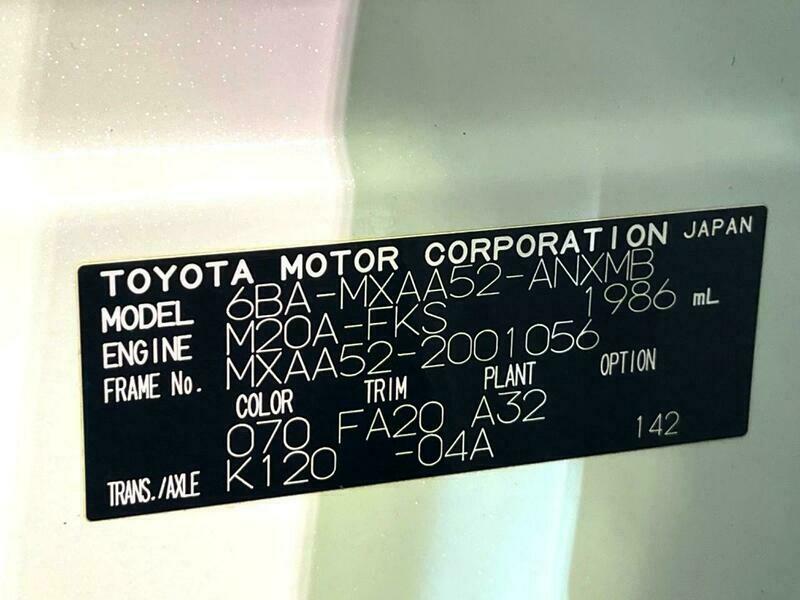 TOYOTA MOTOR CORPORATION JAPAN
MODEL 6BA-MXAA52-ANXMB
ENGINE M20A-FKS 1986 mL
FRAME No. MXAA52-2001056
COLOR TRIM PLANT OPTION
070 FA20 A32
TRANS./AXLE K120 -04A 142